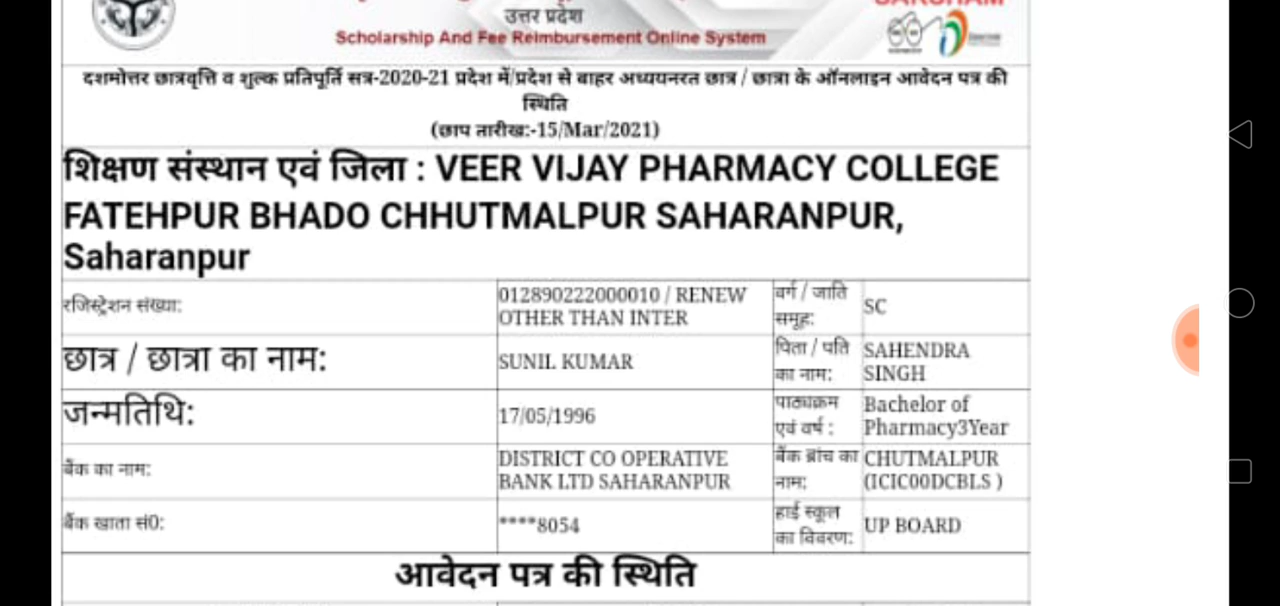 उत्तर प्रदेश
Scholarship And Fee Reimbursement Online System
दशमोत्तर छात्रवृत्ति व शुल्क प्रतिपूर्ति सत्र-2020-21 प्रदेश में/प्रदेश से बाहर अध्ययनरत छात्र / छात्रा के ऑनलाइन आवेदन पत्र की
स्थिति
(छाप तारीख:-15/Mar/2021)
शिक्षण संस्थान एवं जिला : VEER VIJAY PHARMACY COLLEGE
FATEHPUR BHADO CHHUTMALPUR SAHARANPUR,
Saharanpur
रजिस्ट्रेशन संख्या:
012890222000010 / RENEW
OTHER THAN INTER
वर्ग / जाति
समूह:
SC
छात्र / छात्रा का नाम:
SUNIL KUMAR
पिता / पति
का नाम:
SAHENDRA
SINGH
जन्मतिथि:
17/05/1996
पाठ्यक्रम
एवं वर्ष :
Bachelor of
Pharmacy3Year
बैंक का नाम:
DISTRICT CO OPERATIVE
BANK LTD SAHARANPUR
बैंक ब्रांच का
नाम:
CHUTMALPUR
(ICIC00DCBLS )
बैंक खाता सं0:
****8054
हाई स्कूल
का विवरण:
UP BOARD
आवेदन पत्र की स्थिति